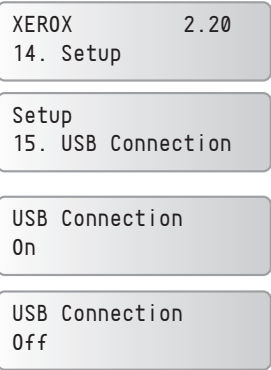 XEROX 2.20
14. Setup
Setup
15. USB Connection
USB Connection
On
USB Connection
Off